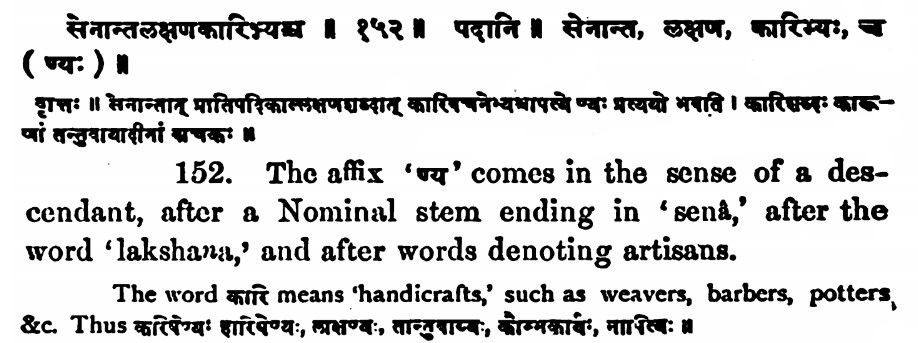 सेनान्तलक्षणकारिभ्यश्च ॥ १५२ ॥ पदानि ॥ सेनान्त, लक्षण, कारिभ्यः, च
( ण्यः ) ॥
वृत्तिः ॥ सेनान्तात् प्रातिपदिकाल्लक्षणशब्दात् कारिवचनेभ्यश्चापत्ये ण्यः प्रत्ययो भवति । कारिशब्दः कारू-
णां तन्तुवायादीनां वाचकः ॥
152. The affix ‘ण्य’ comes in the sense of a des-
cendant, after a Nominal stem ending in ‘senâ,’ after the
word ‘lakshana,’ and after words denoting artisans.
The word कारि means ‘handicrafts,’ such as weavers, barbers, potters,
&c. Thus कारिषेण्यः हारिषेण्यः, लाक्षण्यः, तान्तुवाय्यः, कौम्भकार्यः, नापित्यः ॥